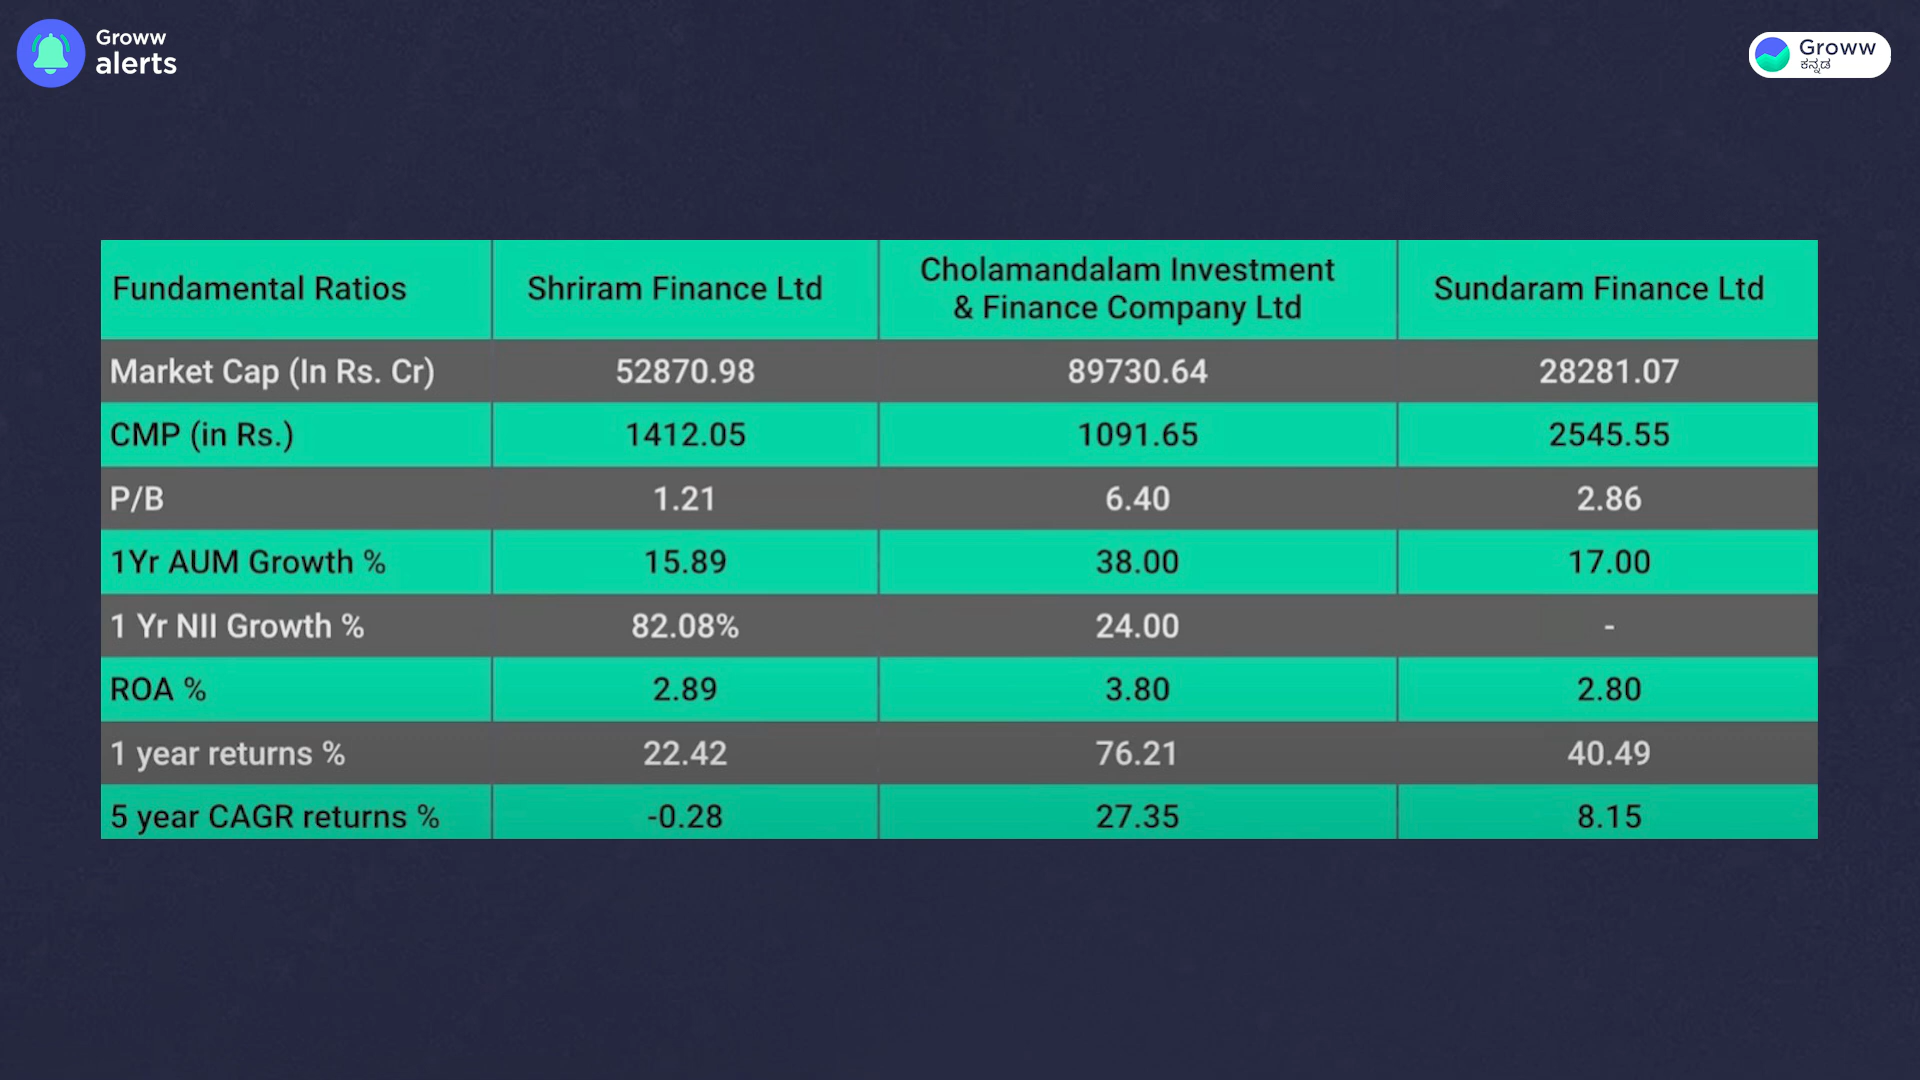 Groww
alerts
Groww
ಕನ್ನಡ
Fundamental Ratios
Shriram Finance Ltd
Cholamandalam Investment
& Finance Company Ltd
Sundaram Finance Ltd
Market Cap (In Rs. Cr) 52870.98 89730.64 28281.07
CMP (in Rs.) 1412.05 1091.65 2545.55
P/B 1.21 6.40 2.86
1Yr AUM Growth % 15.89 38.00 17.00
1 Yr NII Growth % 82.08% 24.00 -
ROA % 2.89 3.80 2.80
1 year returns % 22.42 76.21 40.49
5 year CAGR returns % -0.28 27.35 8.15